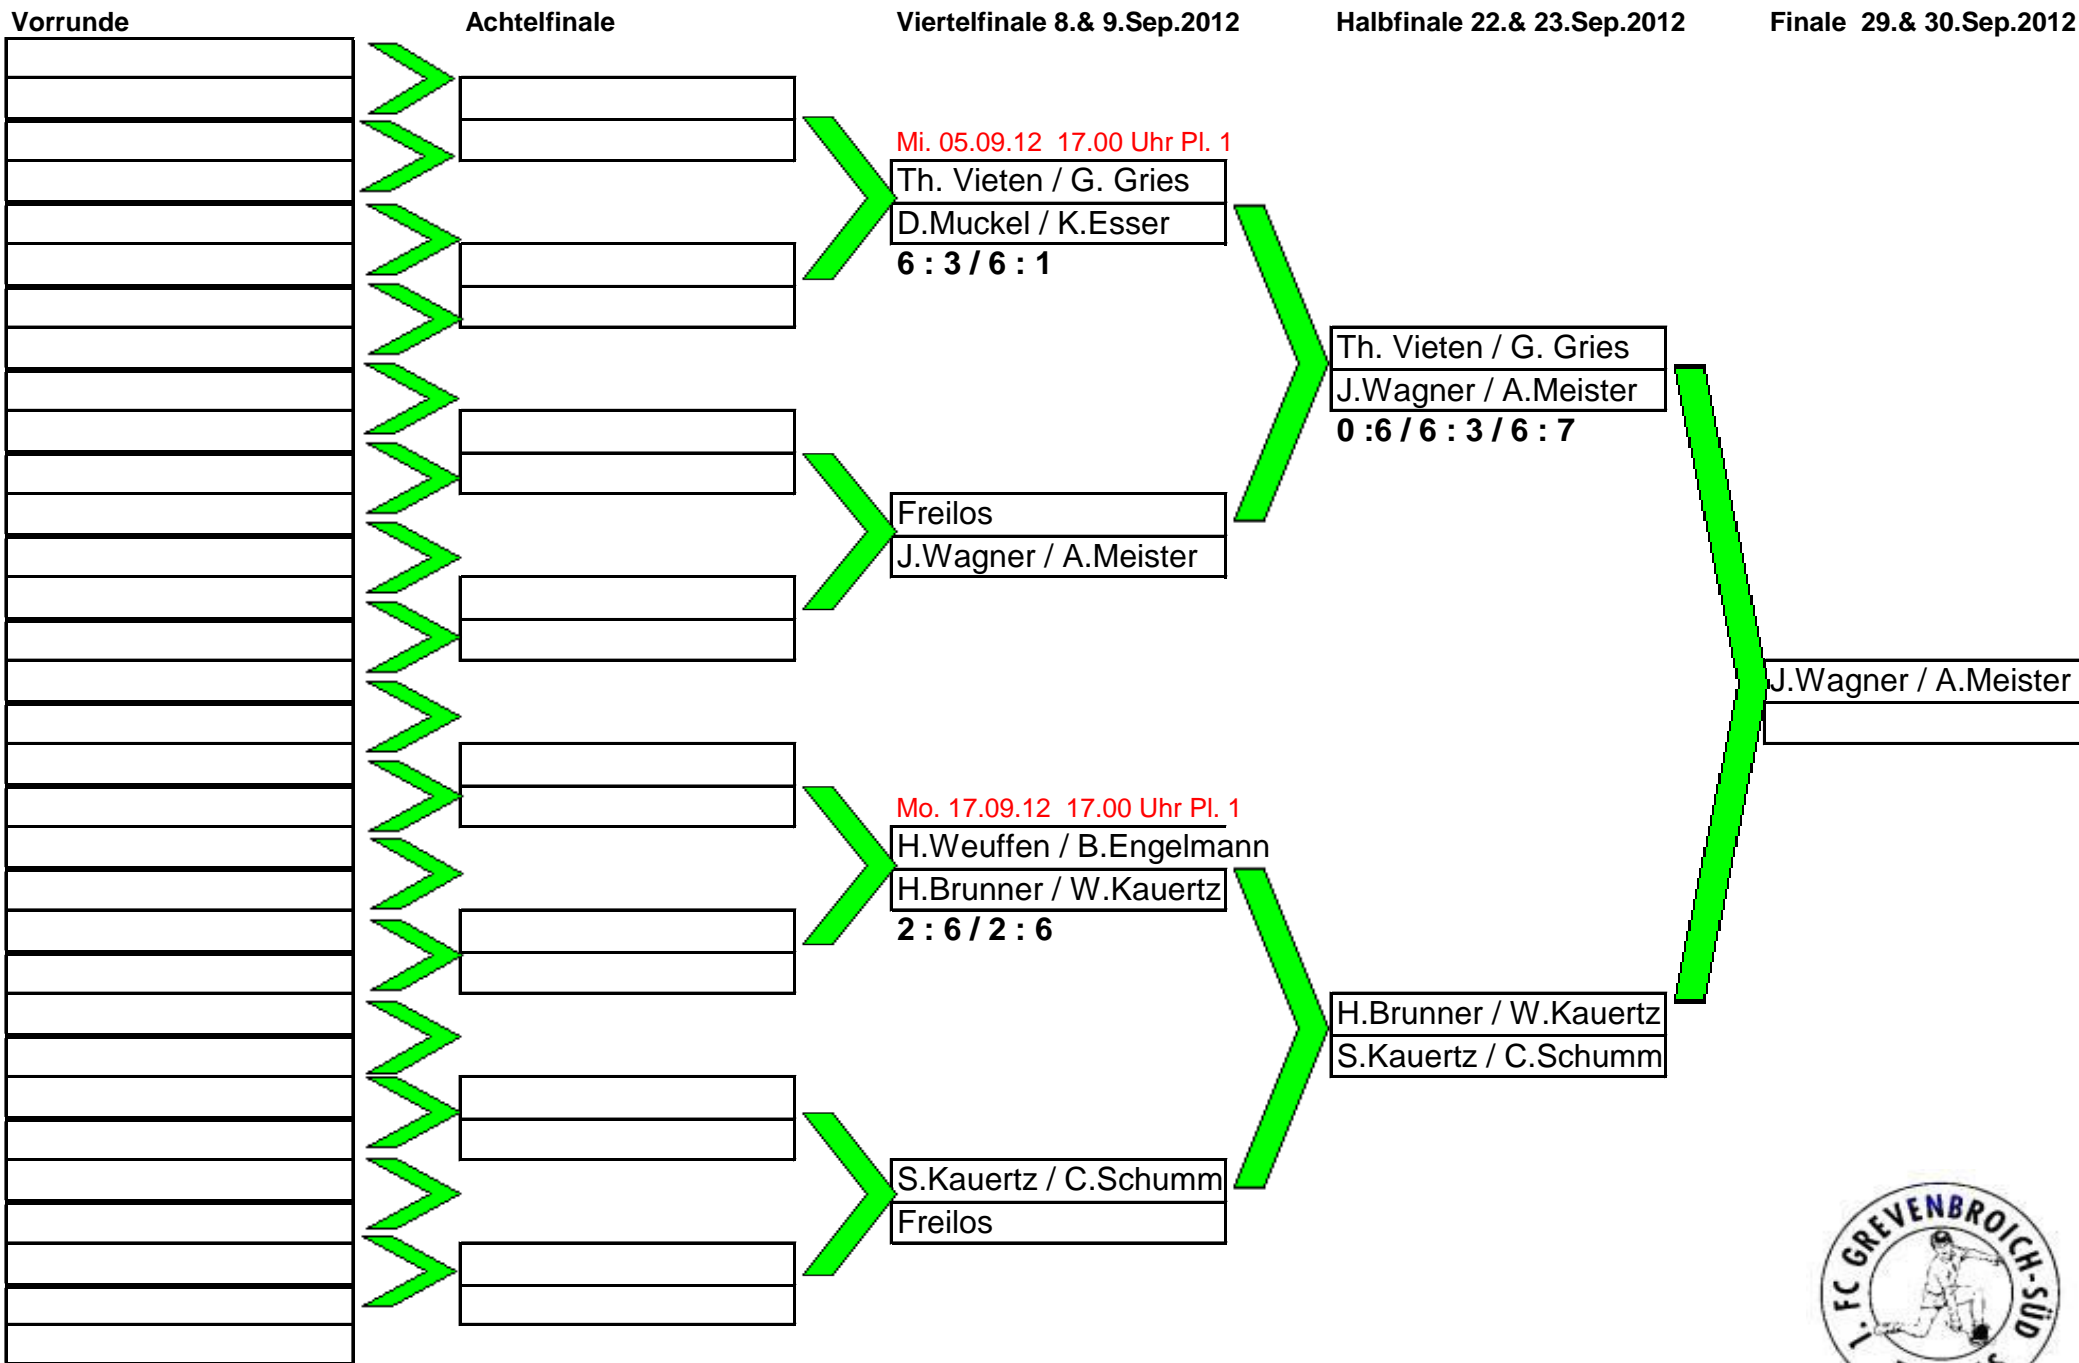 Vorrunde
Achtelfinale
Viertelfinale 8.& 9.Sep.2012
Halbfinale 22.& 23.Sep.2012
Finale  29.& 30.Sep.2012
Mi. 05.09.12  17.00 Uhr Pl. 1
Th. Vieten / G. Gries
D.Muckel / K.Esser
6 : 3 / 6 : 1
Freilos
J.Wagner / A.Meister
Mo. 17.09.12  17.00 Uhr Pl. 1
H.Weuffen / B.Engelmann
H.Brunner / W.Kauertz
2 : 6 / 2 : 6
S.Kauertz / C.Schumm
Freilos
Th. Vieten / G. Gries
J.Wagner / A.Meister
0 :6 / 6 : 3 / 6 : 7
H.Brunner / W.Kauertz
S.Kauertz / C.Schumm
J.Wagner / A.Meister
1. FC GREVENBROICH-SÜD